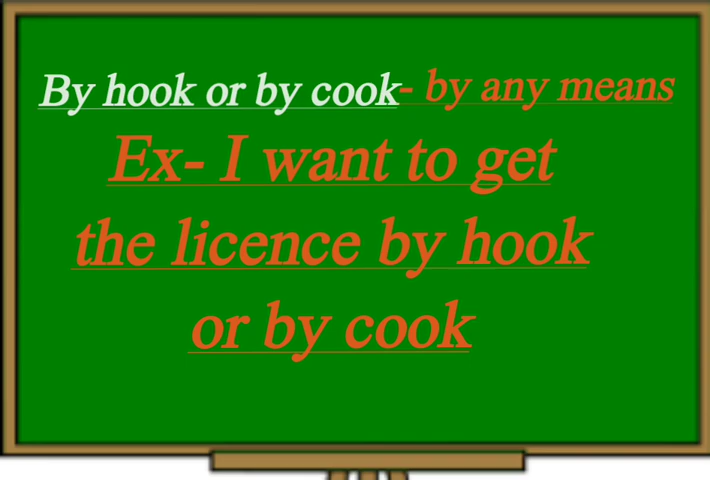 By hook or by cook- by any means
Ex- I want to get
the licence by hook
or by cook